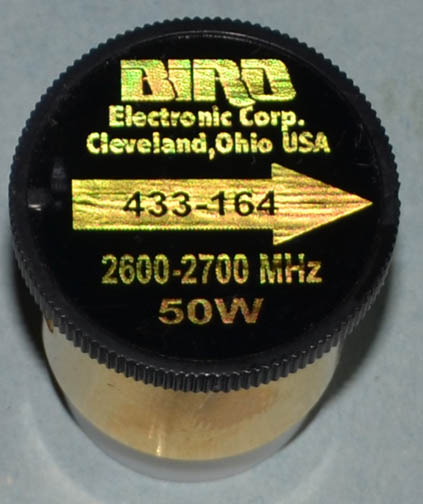 BIRD
Electronic Corp.
Cleveland,Ohio USA
433-164
2600-2700 MHz
50W